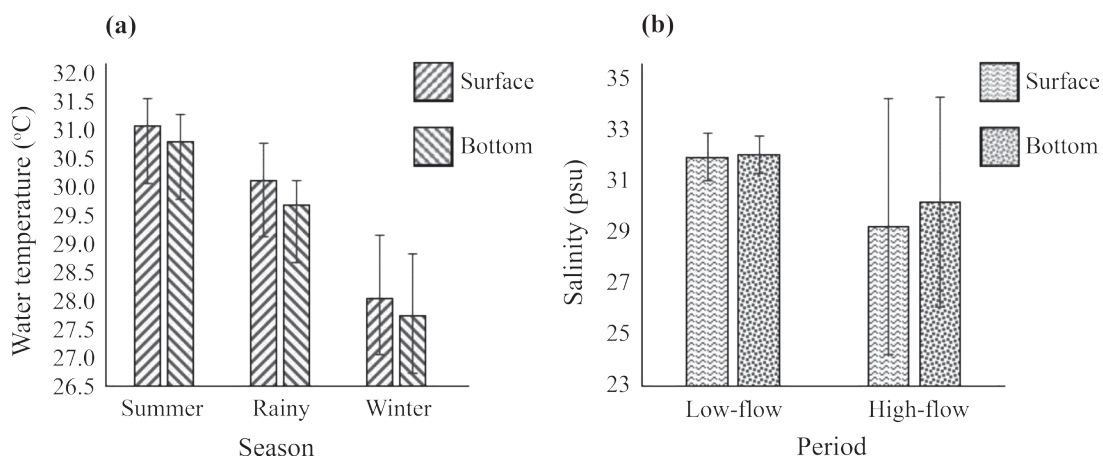 (a)
32.0
31.5
31.0
30.5
30.0
29.5
29.0
28.5
28.0
27.5
27.0
26.5
Water temperature (°C)
Surface
Bottom
Summer Rainy Winter
Season
(b)
35
33
31
29
27
25
23
Salinity (psu)
Surface
Bottom
Low-flow High-flow
Period